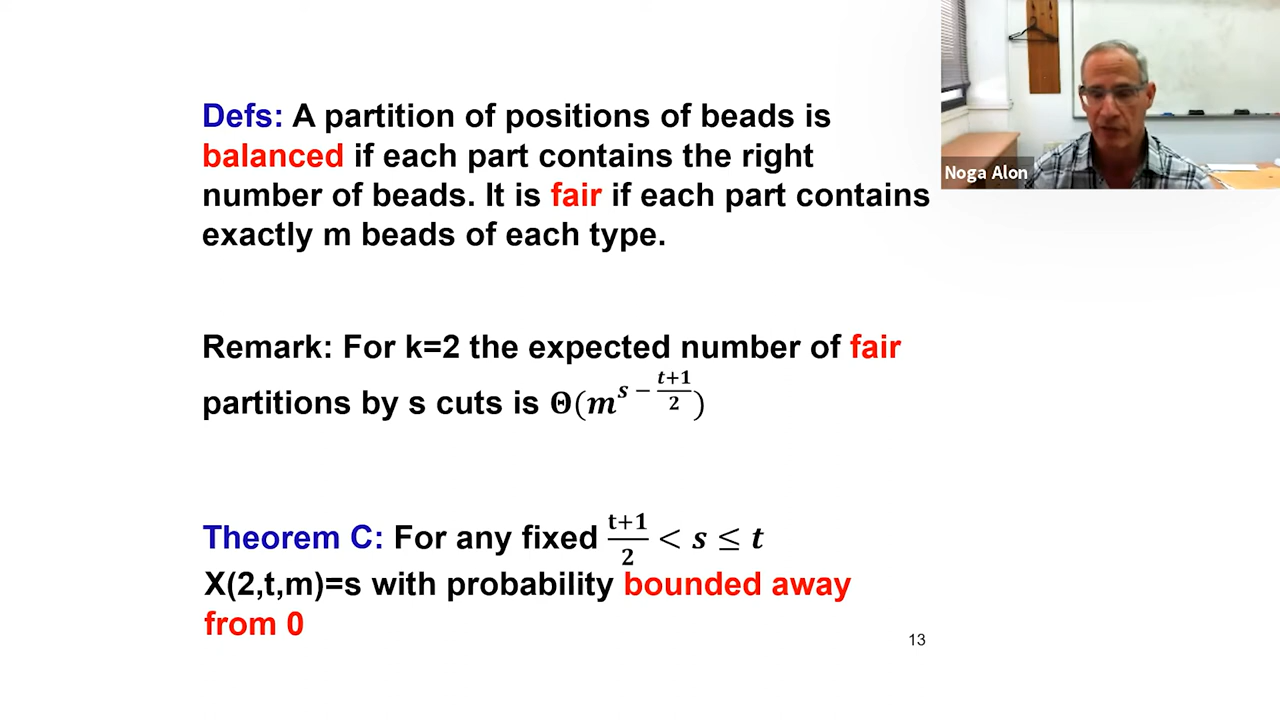 Defs: A partition of positions of beads is
balanced if each part contains the right
number of beads. It is fair if each part contains
exactly m beads of each type.
Noga Alon
Remark: For k=2 the expected number of fair
partitions by s cuts is Θ(m^{s − \frac{t+1}{2}})
Theorem C: For any fixed \frac{t+1}{2} < s ≤ t
X(2,t,m)=s with probability bounded away
from 0
13